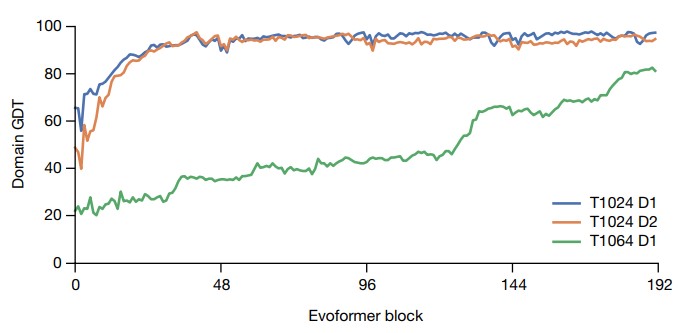 100
80
60
40
20
0
Domain GDT
T1024 D1
T1024 D2
T1064 D1
0 48 96 144 192
Evoformer block